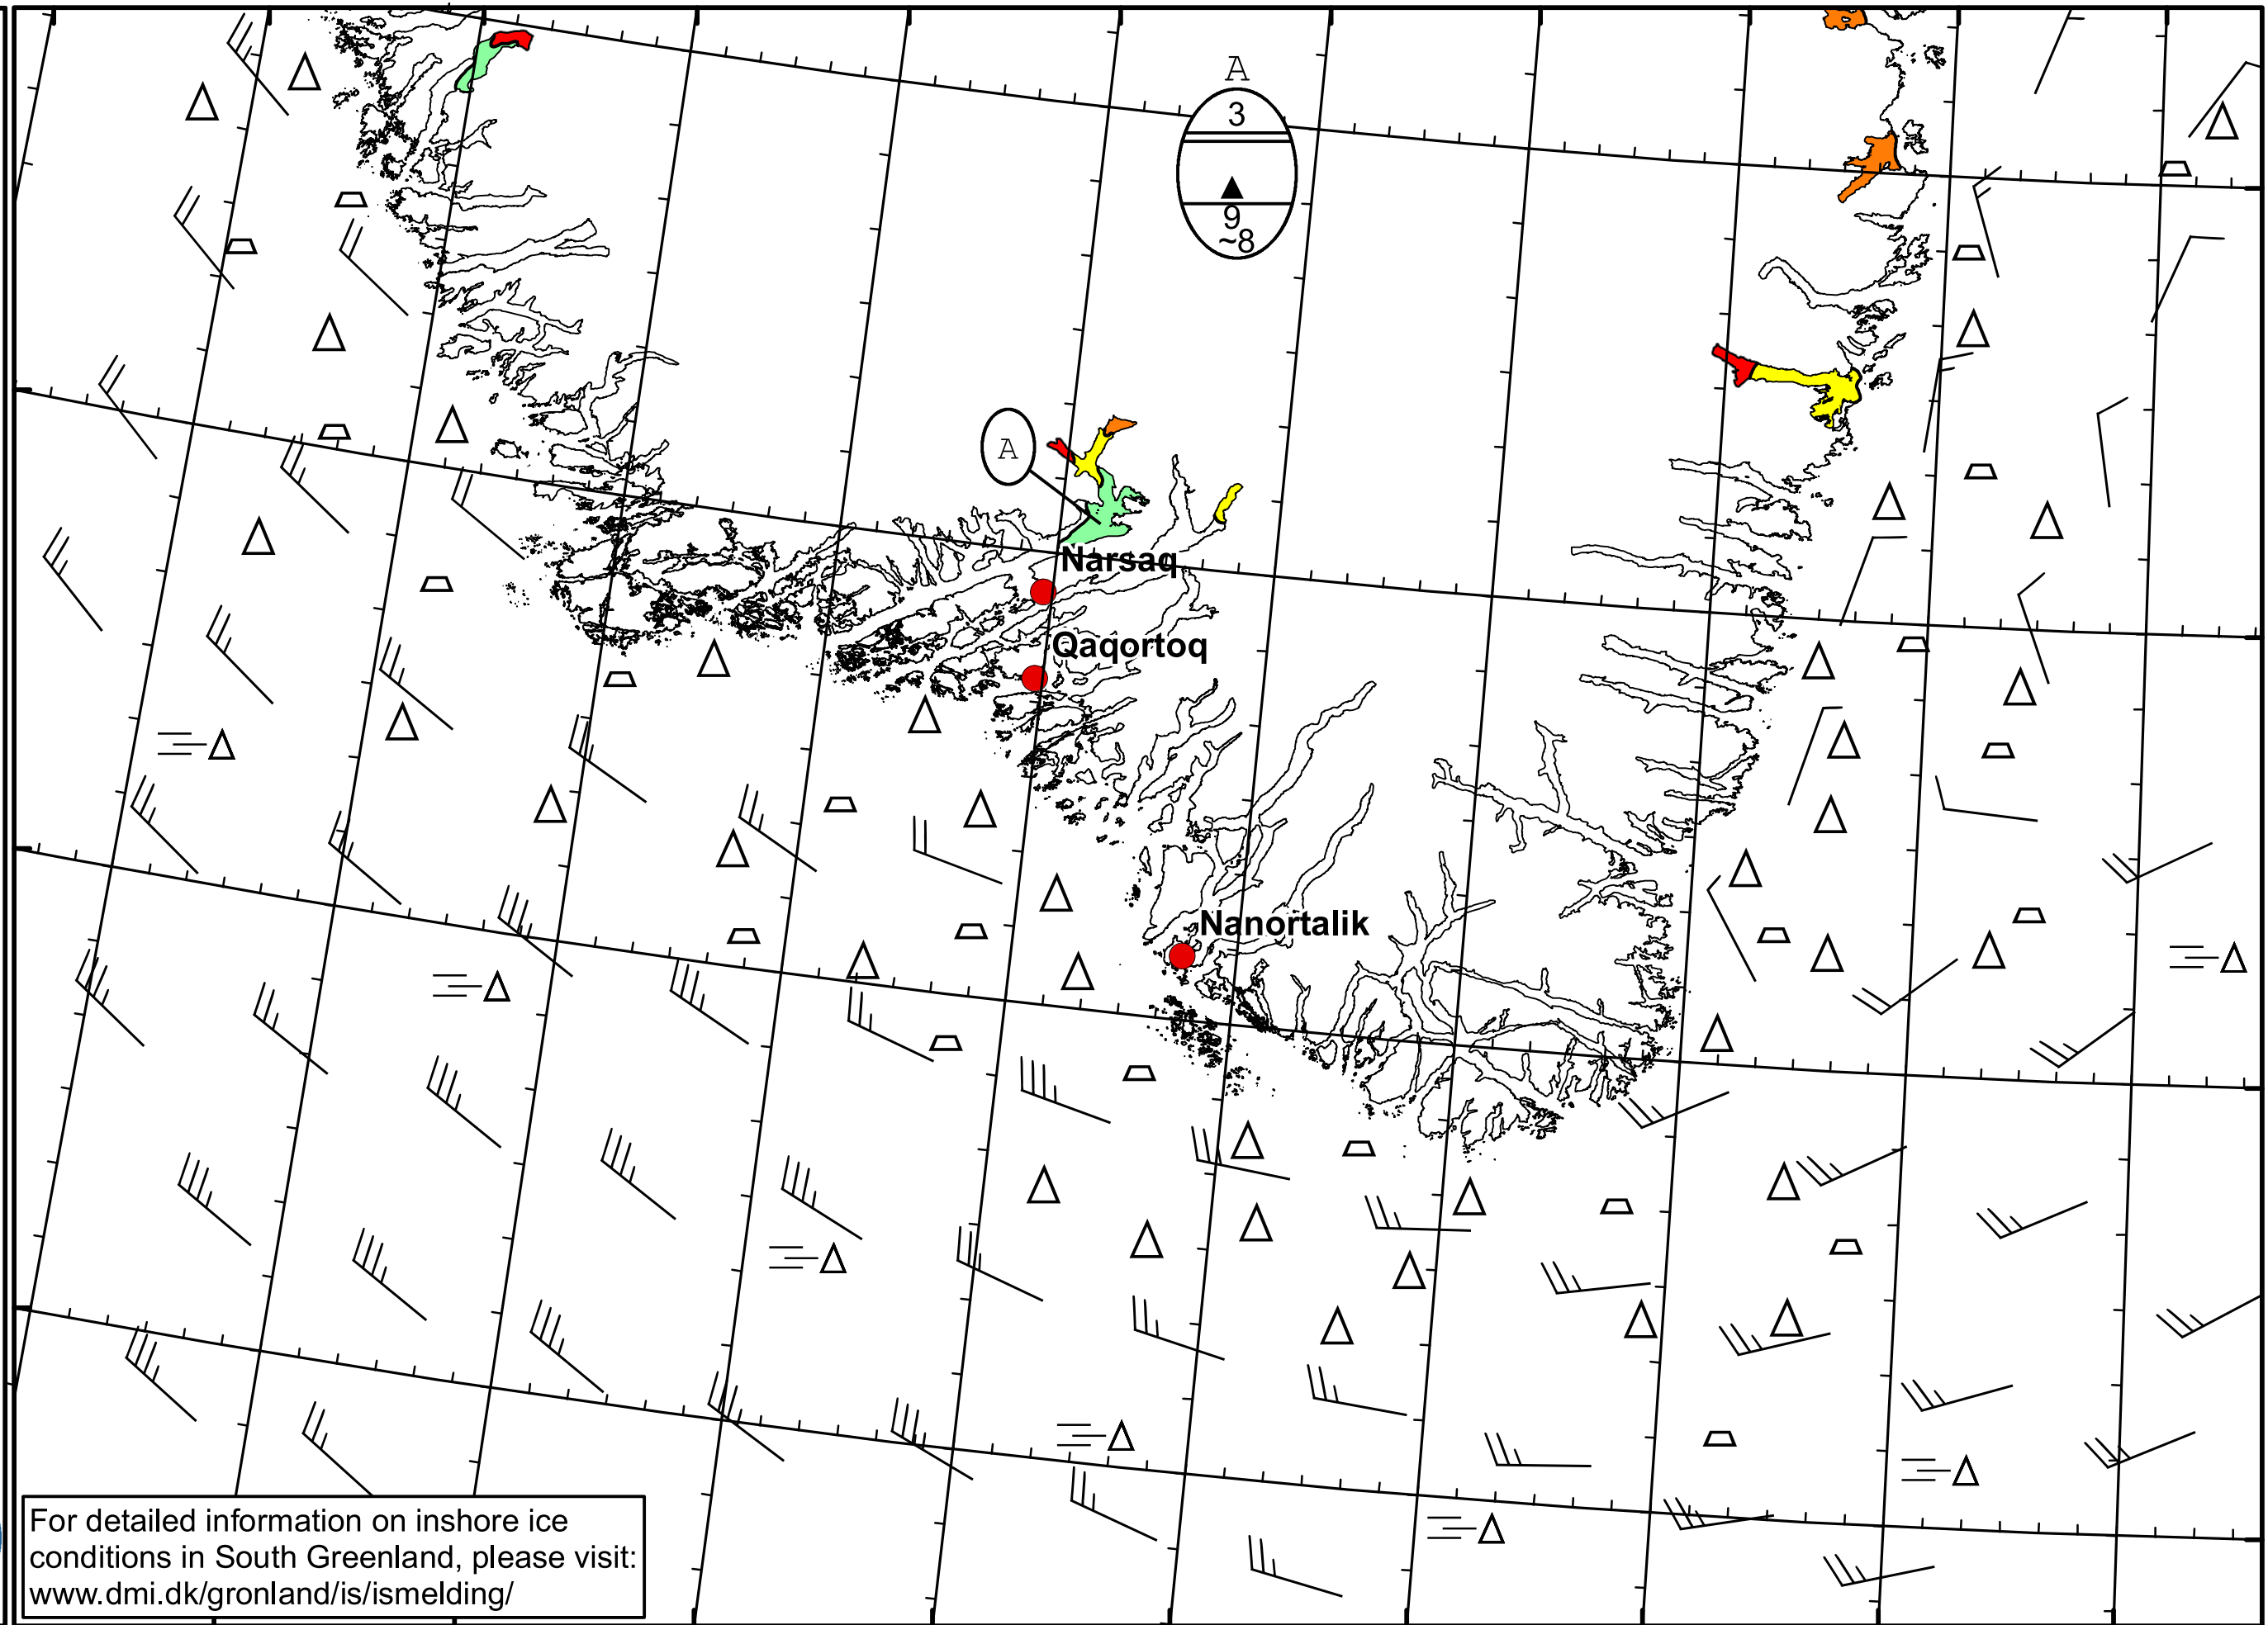 A
3
9
~8
A
Narsaq
Qaqortoq
Nanortalik
For detailed information on inshore ice
conditions in South Greenland, please visit:
www.dmi.dk/gronland/is/ismelding/